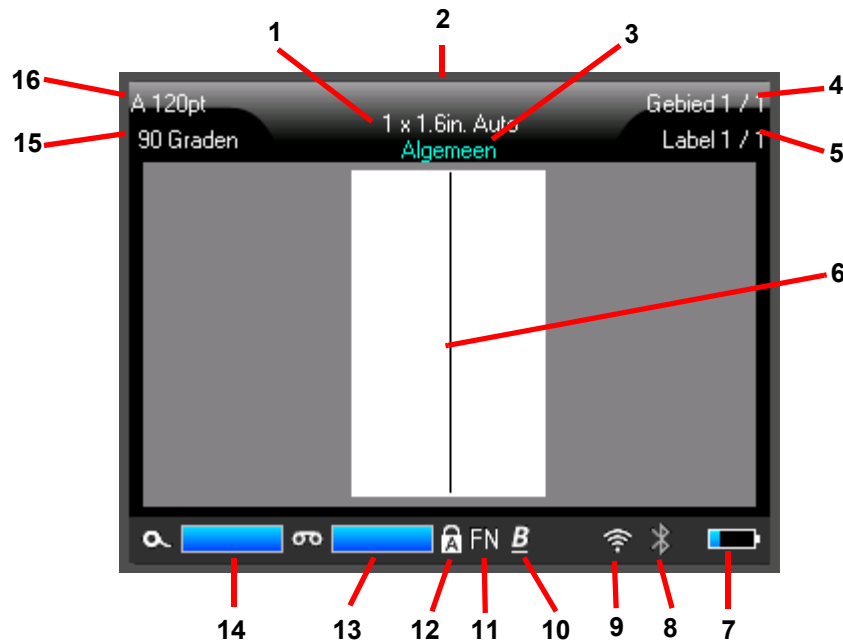 2
1
3
16
4
A 120pt
Gebied 1 / 1
1 x 1.6in. Auto
15
90 Graden
Algemeen
Label 1 / 1
5
6
A
FN
B
14
13
12
11
10
9
8
7